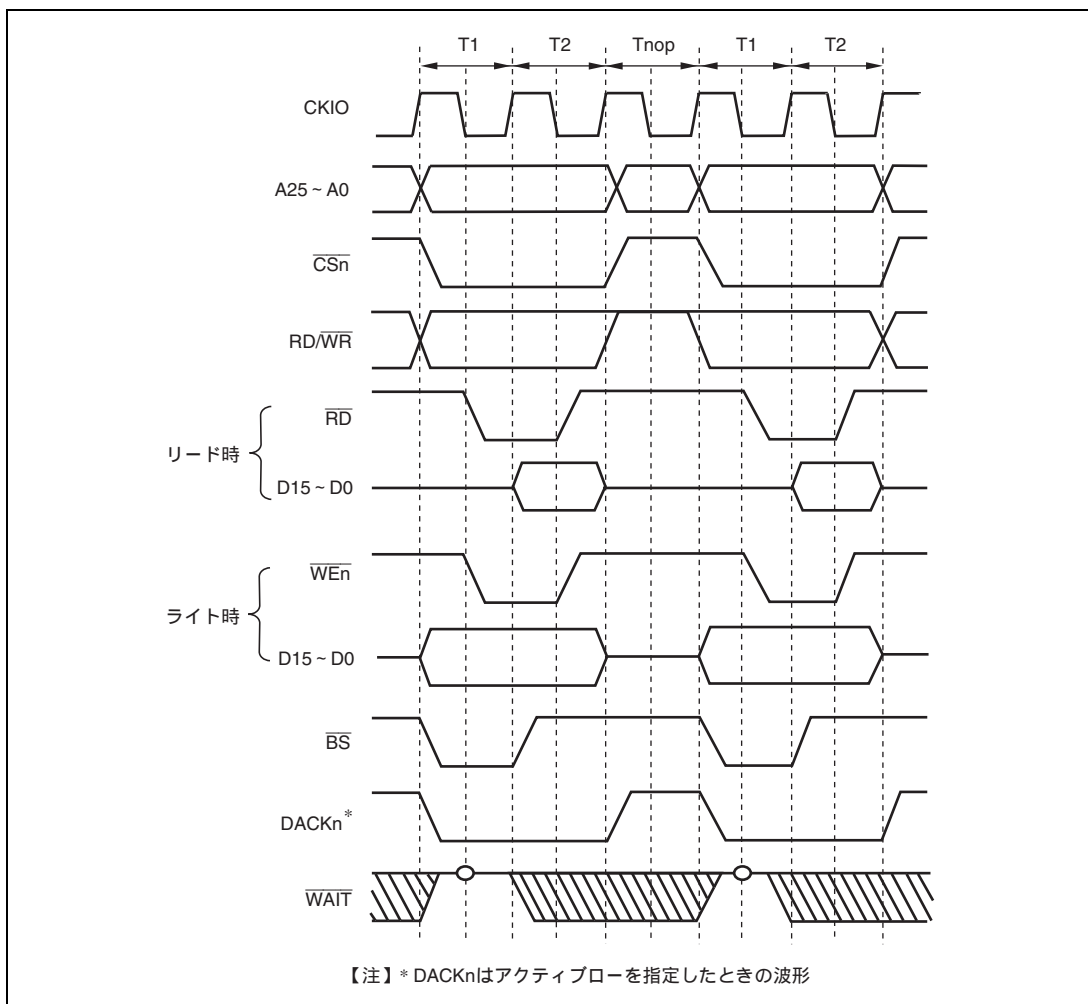 T1 T2 Tnop T1 T2
CKIO
A25 ~ A0
CSn
RD/WR
RD
リード時
D15 ~ D0
WEn
ライト時
D15 ~ D0
BS
DACKn*
WAIT
【注】* DACKnはアクティブローを指定したときの波形